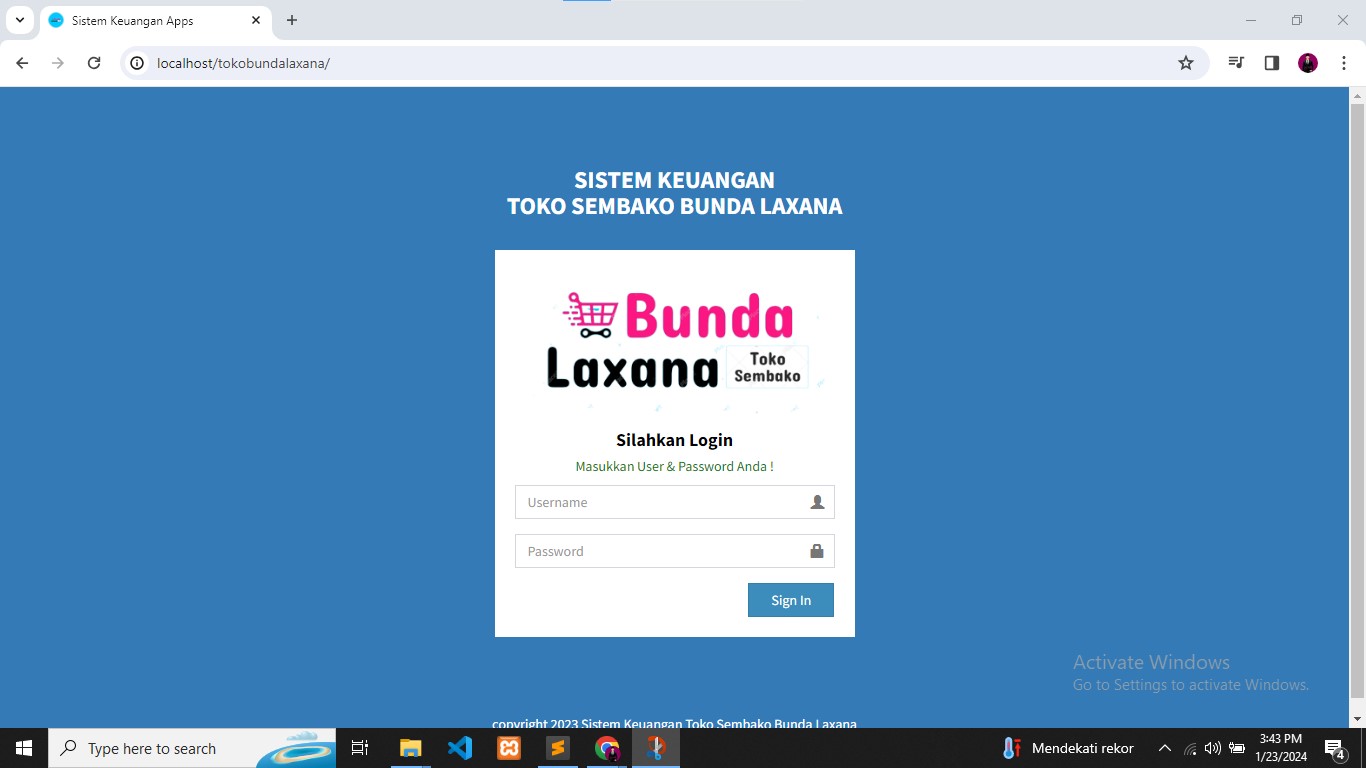 Sistem Keuangan Apps
localhost/tokobundalaxana/
SISTEM KEUANGAN
TOKO SEMBAKO BUNDA LAXANA
Bunda
Laxana
Toko
Sembako
Silahkan Login
Masukkan User & Password Anda !
Username
Password
Sign In
Activate Windows
Go to Settings to activate Windows.
copyright 2023 Sistem Keuangan Toko Sembako Bunda Laxana
Type here to search
Mendekati rekor
3:43 PM
1/23/2024
4